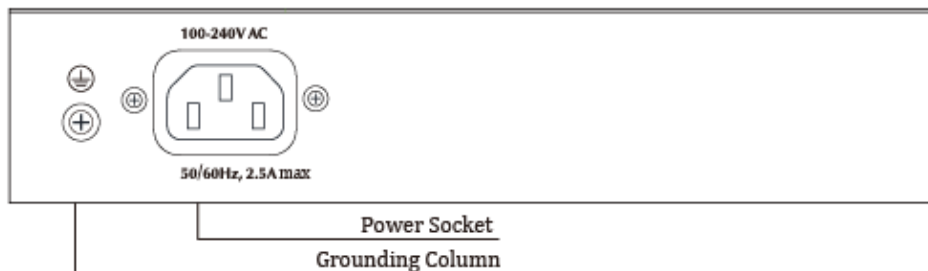 100-240V AC
50/60Hz, 2.5A max
Power Socket
Grounding Column